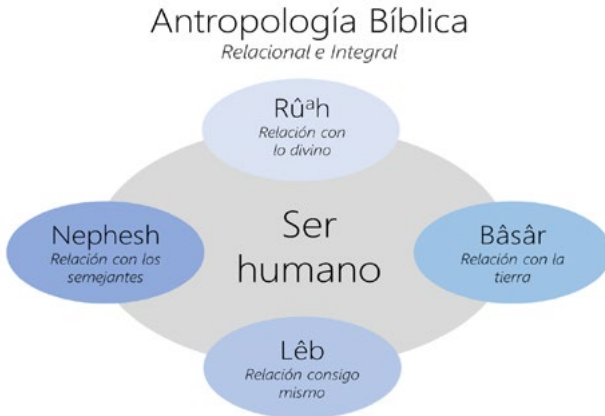 Antropología Bíblica
Relacional e Integral
Rûᵃh
Relación con
lo divino
Nephesh
Relación con los
semejantes
Ser
humano
Bâsâr
Relación con la
tierra
Lêb
Relación consigo
mismo